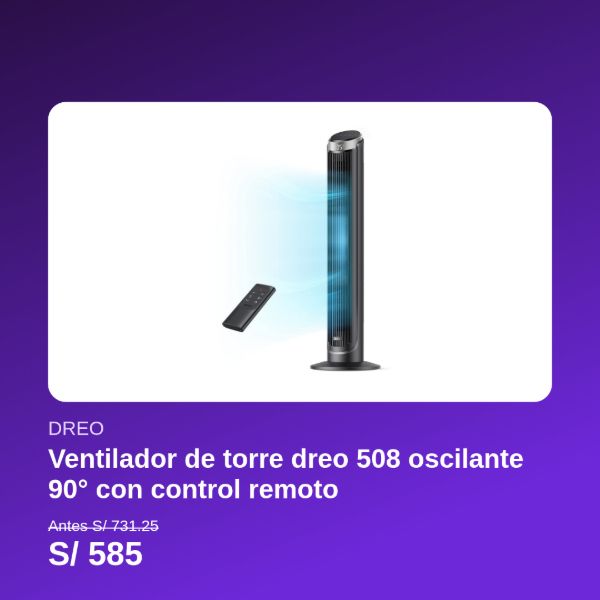 DREO
Ventilador de torre dreo 508 oscilante
90° con control remoto
Antes S/ 731.25
S/ 585